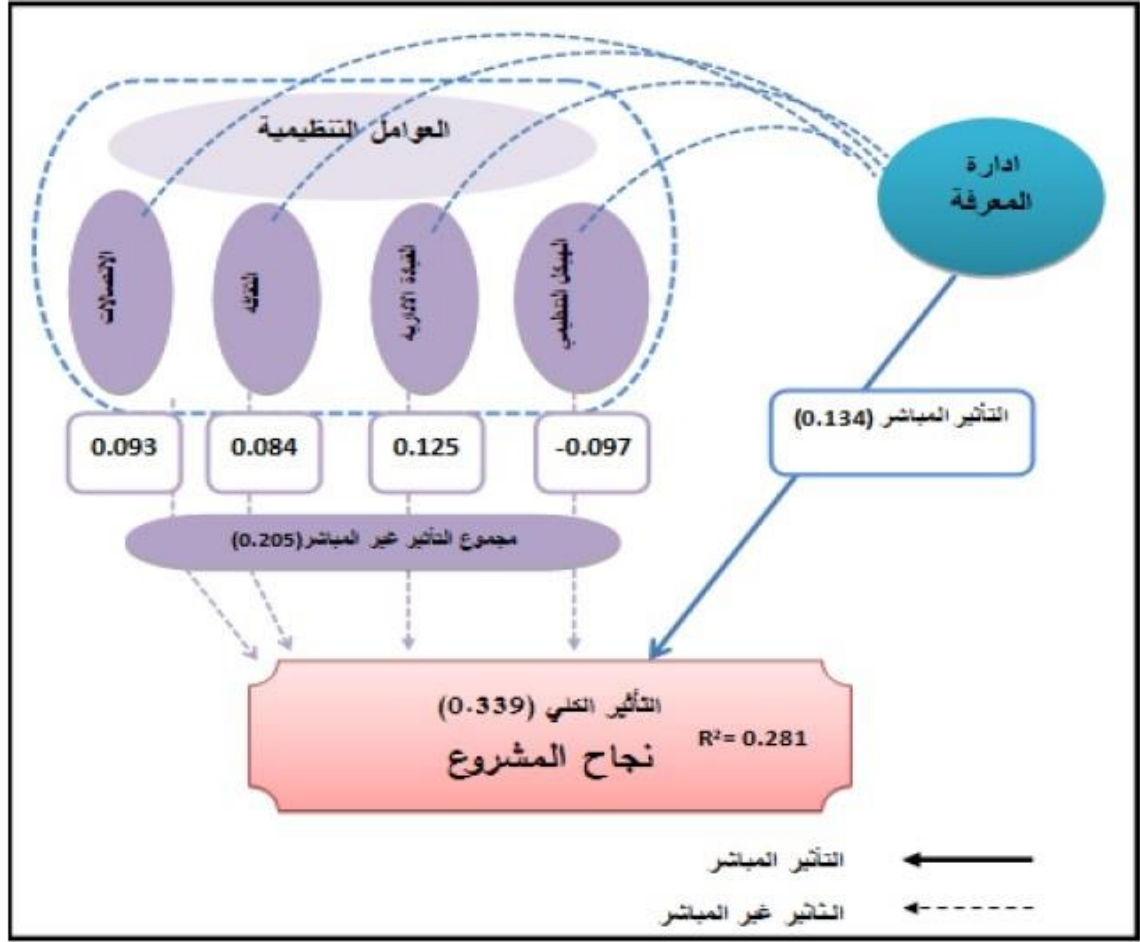 العوامل التنظيمية
ادارة
المعرفة
الهيكل التنظيمي
القيادة الادارية
الثقافه
الاتصالات
-0.097
0.125
0.084
0.093
التأثير المباشر (0.134)
مجموع التأثير غير المباشر(0.205)
التأثير الكلي (0.339)
R²= 0.281
نجاح المشروع
التأثير المباشر
التاثير غير المباشر